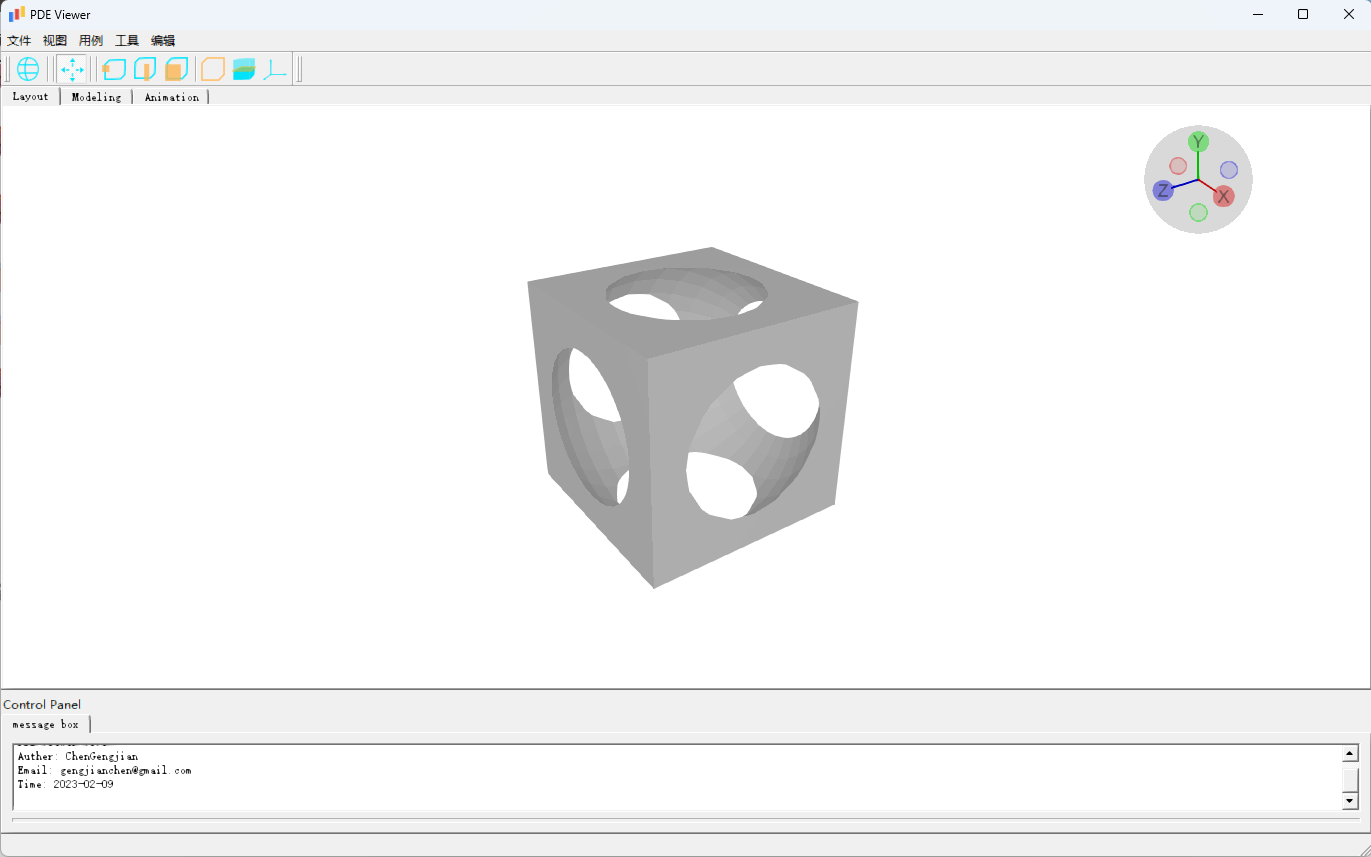 PDE Viewer
文件 视图 用例 工具 编辑
Layout Modeling Animation
Y
Z X
Control Panel
message box
Auther: ChenGengjian
Email: gengjianchen@gmail.com
Time: 2023-02-09